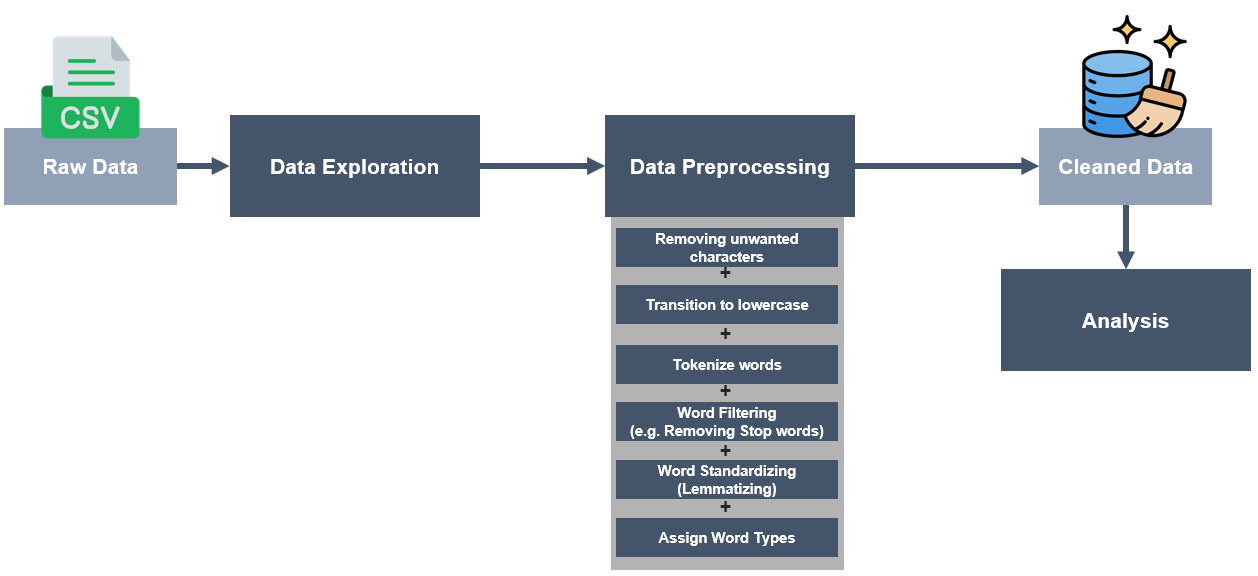 CSV
Raw Data
Data Exploration
Data Preprocessing
Cleaned Data
Removing unwanted
characters
+
Transition to lowercase
+
Tokenize words
+
Word Filtering
(e.g. Removing Stop words)
+
Word Standardizing
(Lemmatizing)
+
Assign Word Types
Analysis